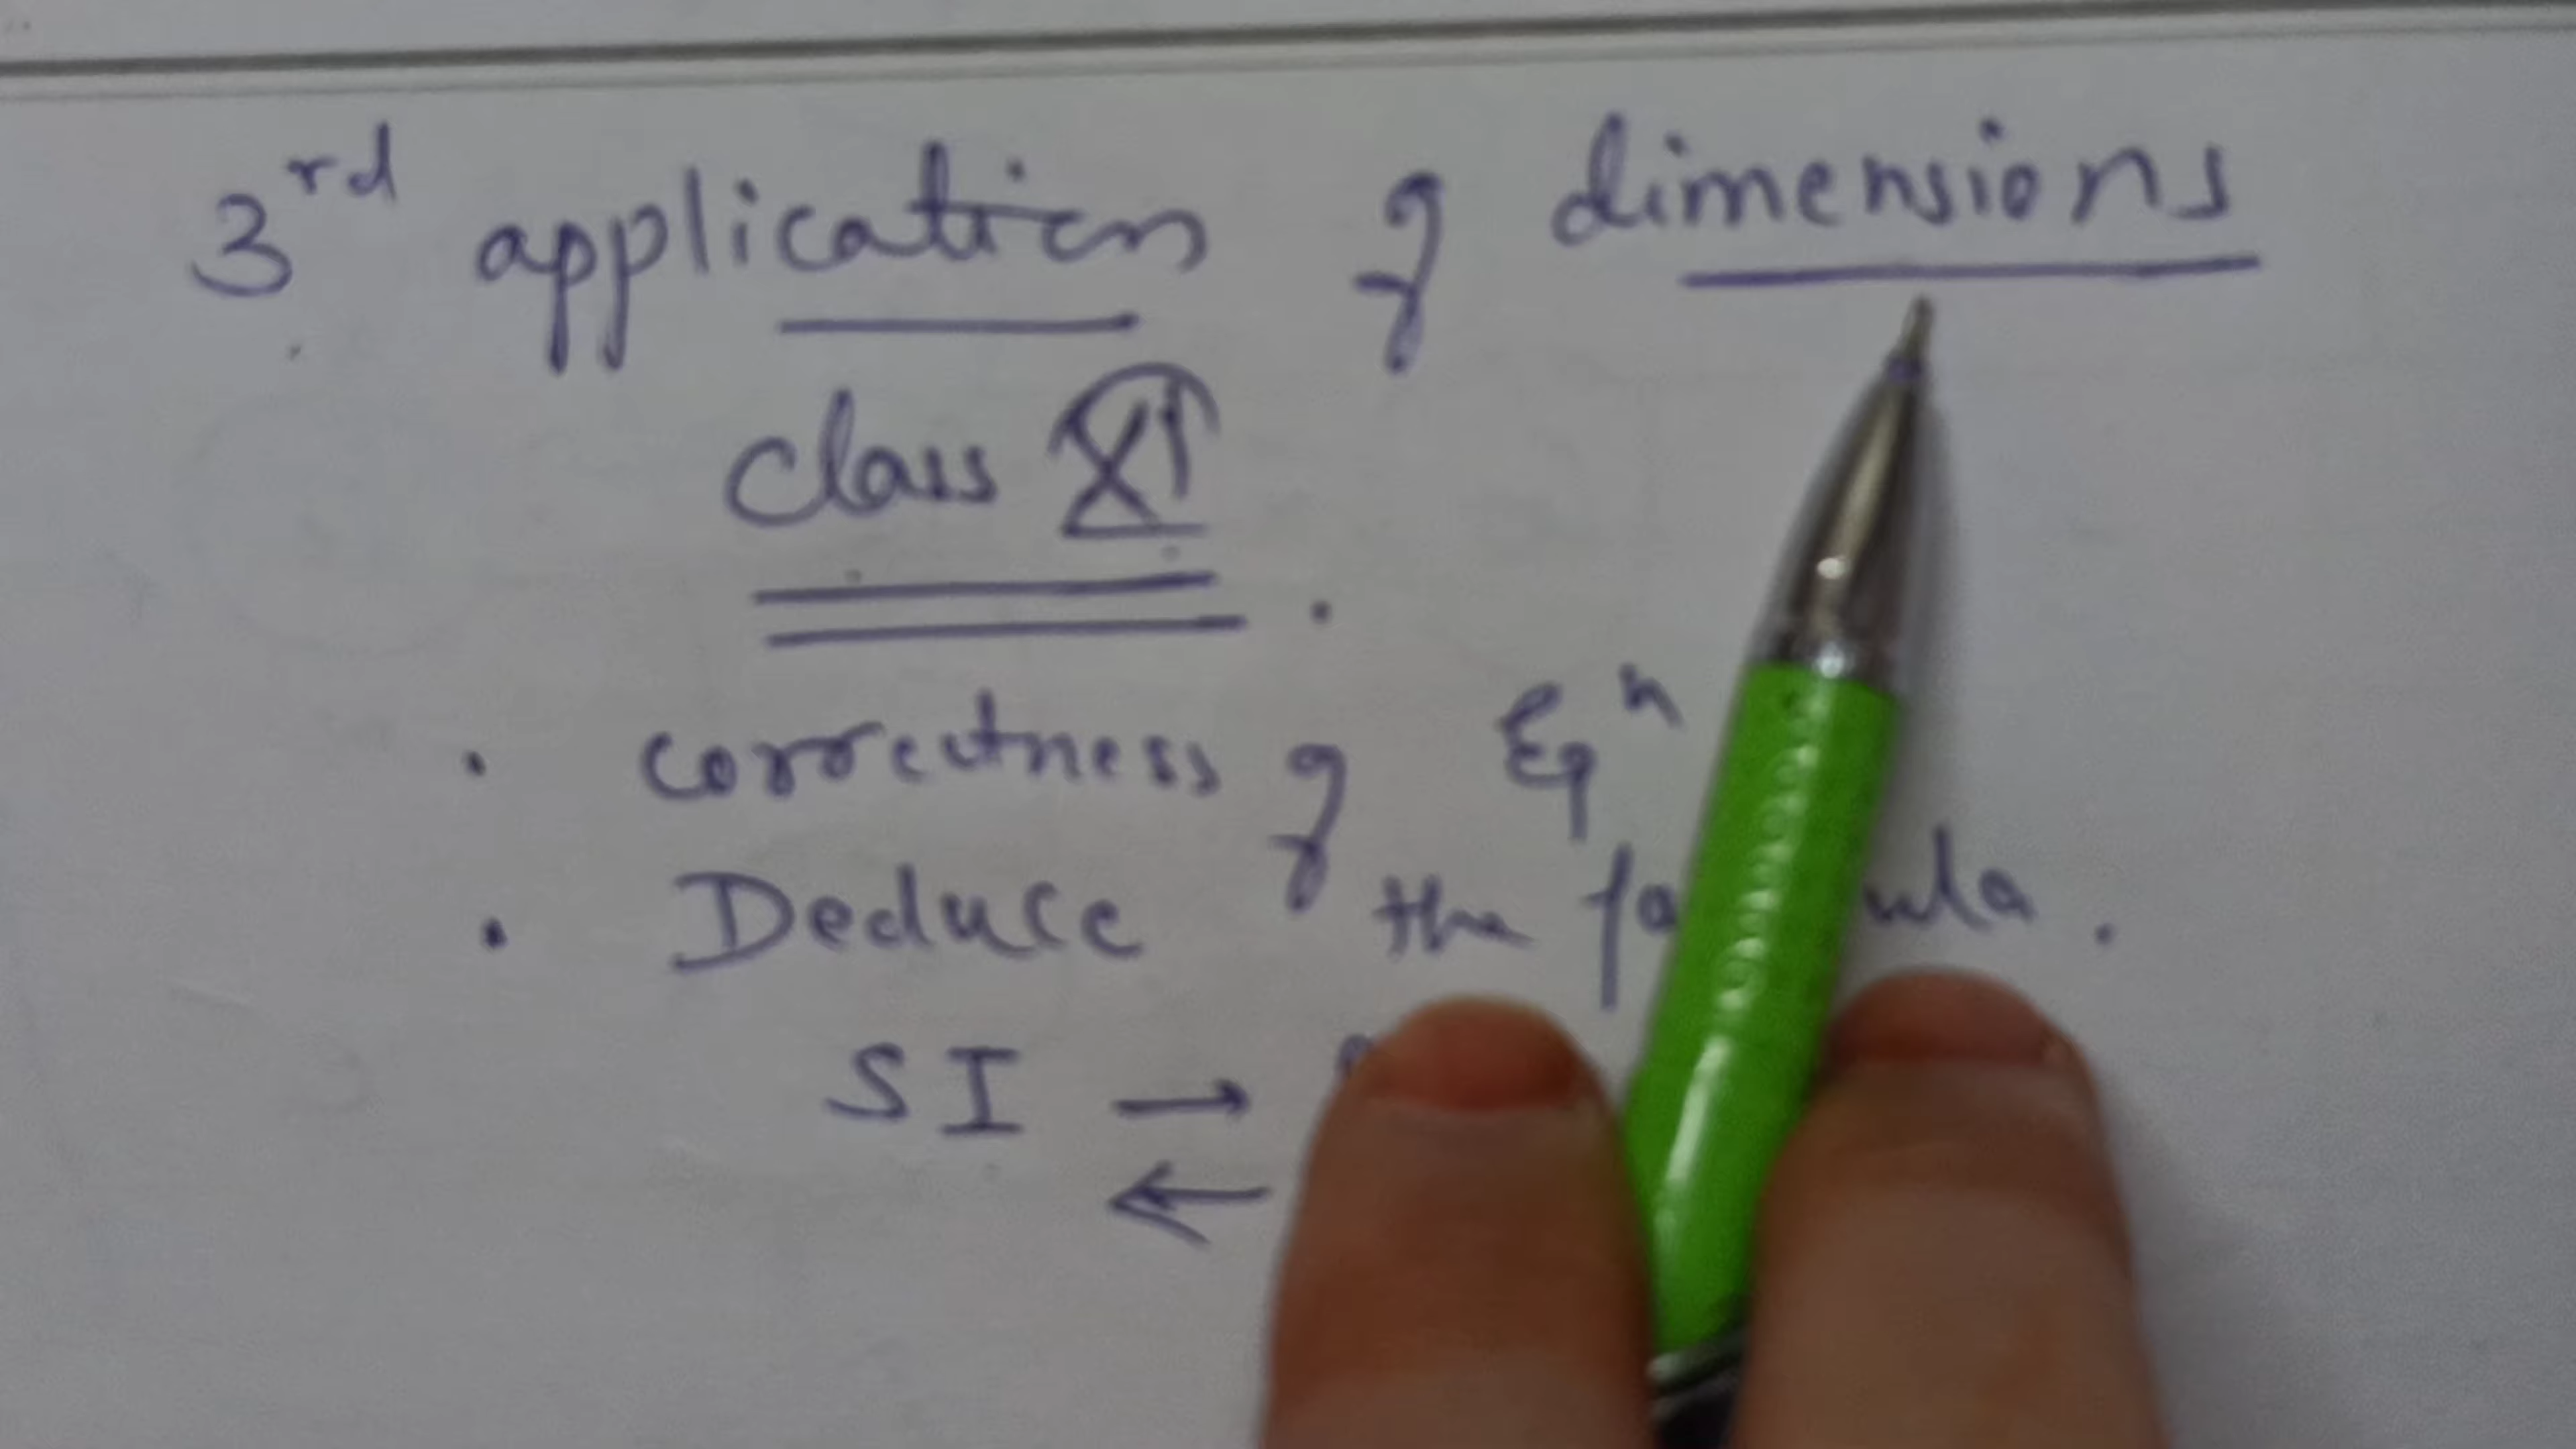 3rd application of dimensions
class XI
. correctness of Eqn
. Deduce the
SI →
←